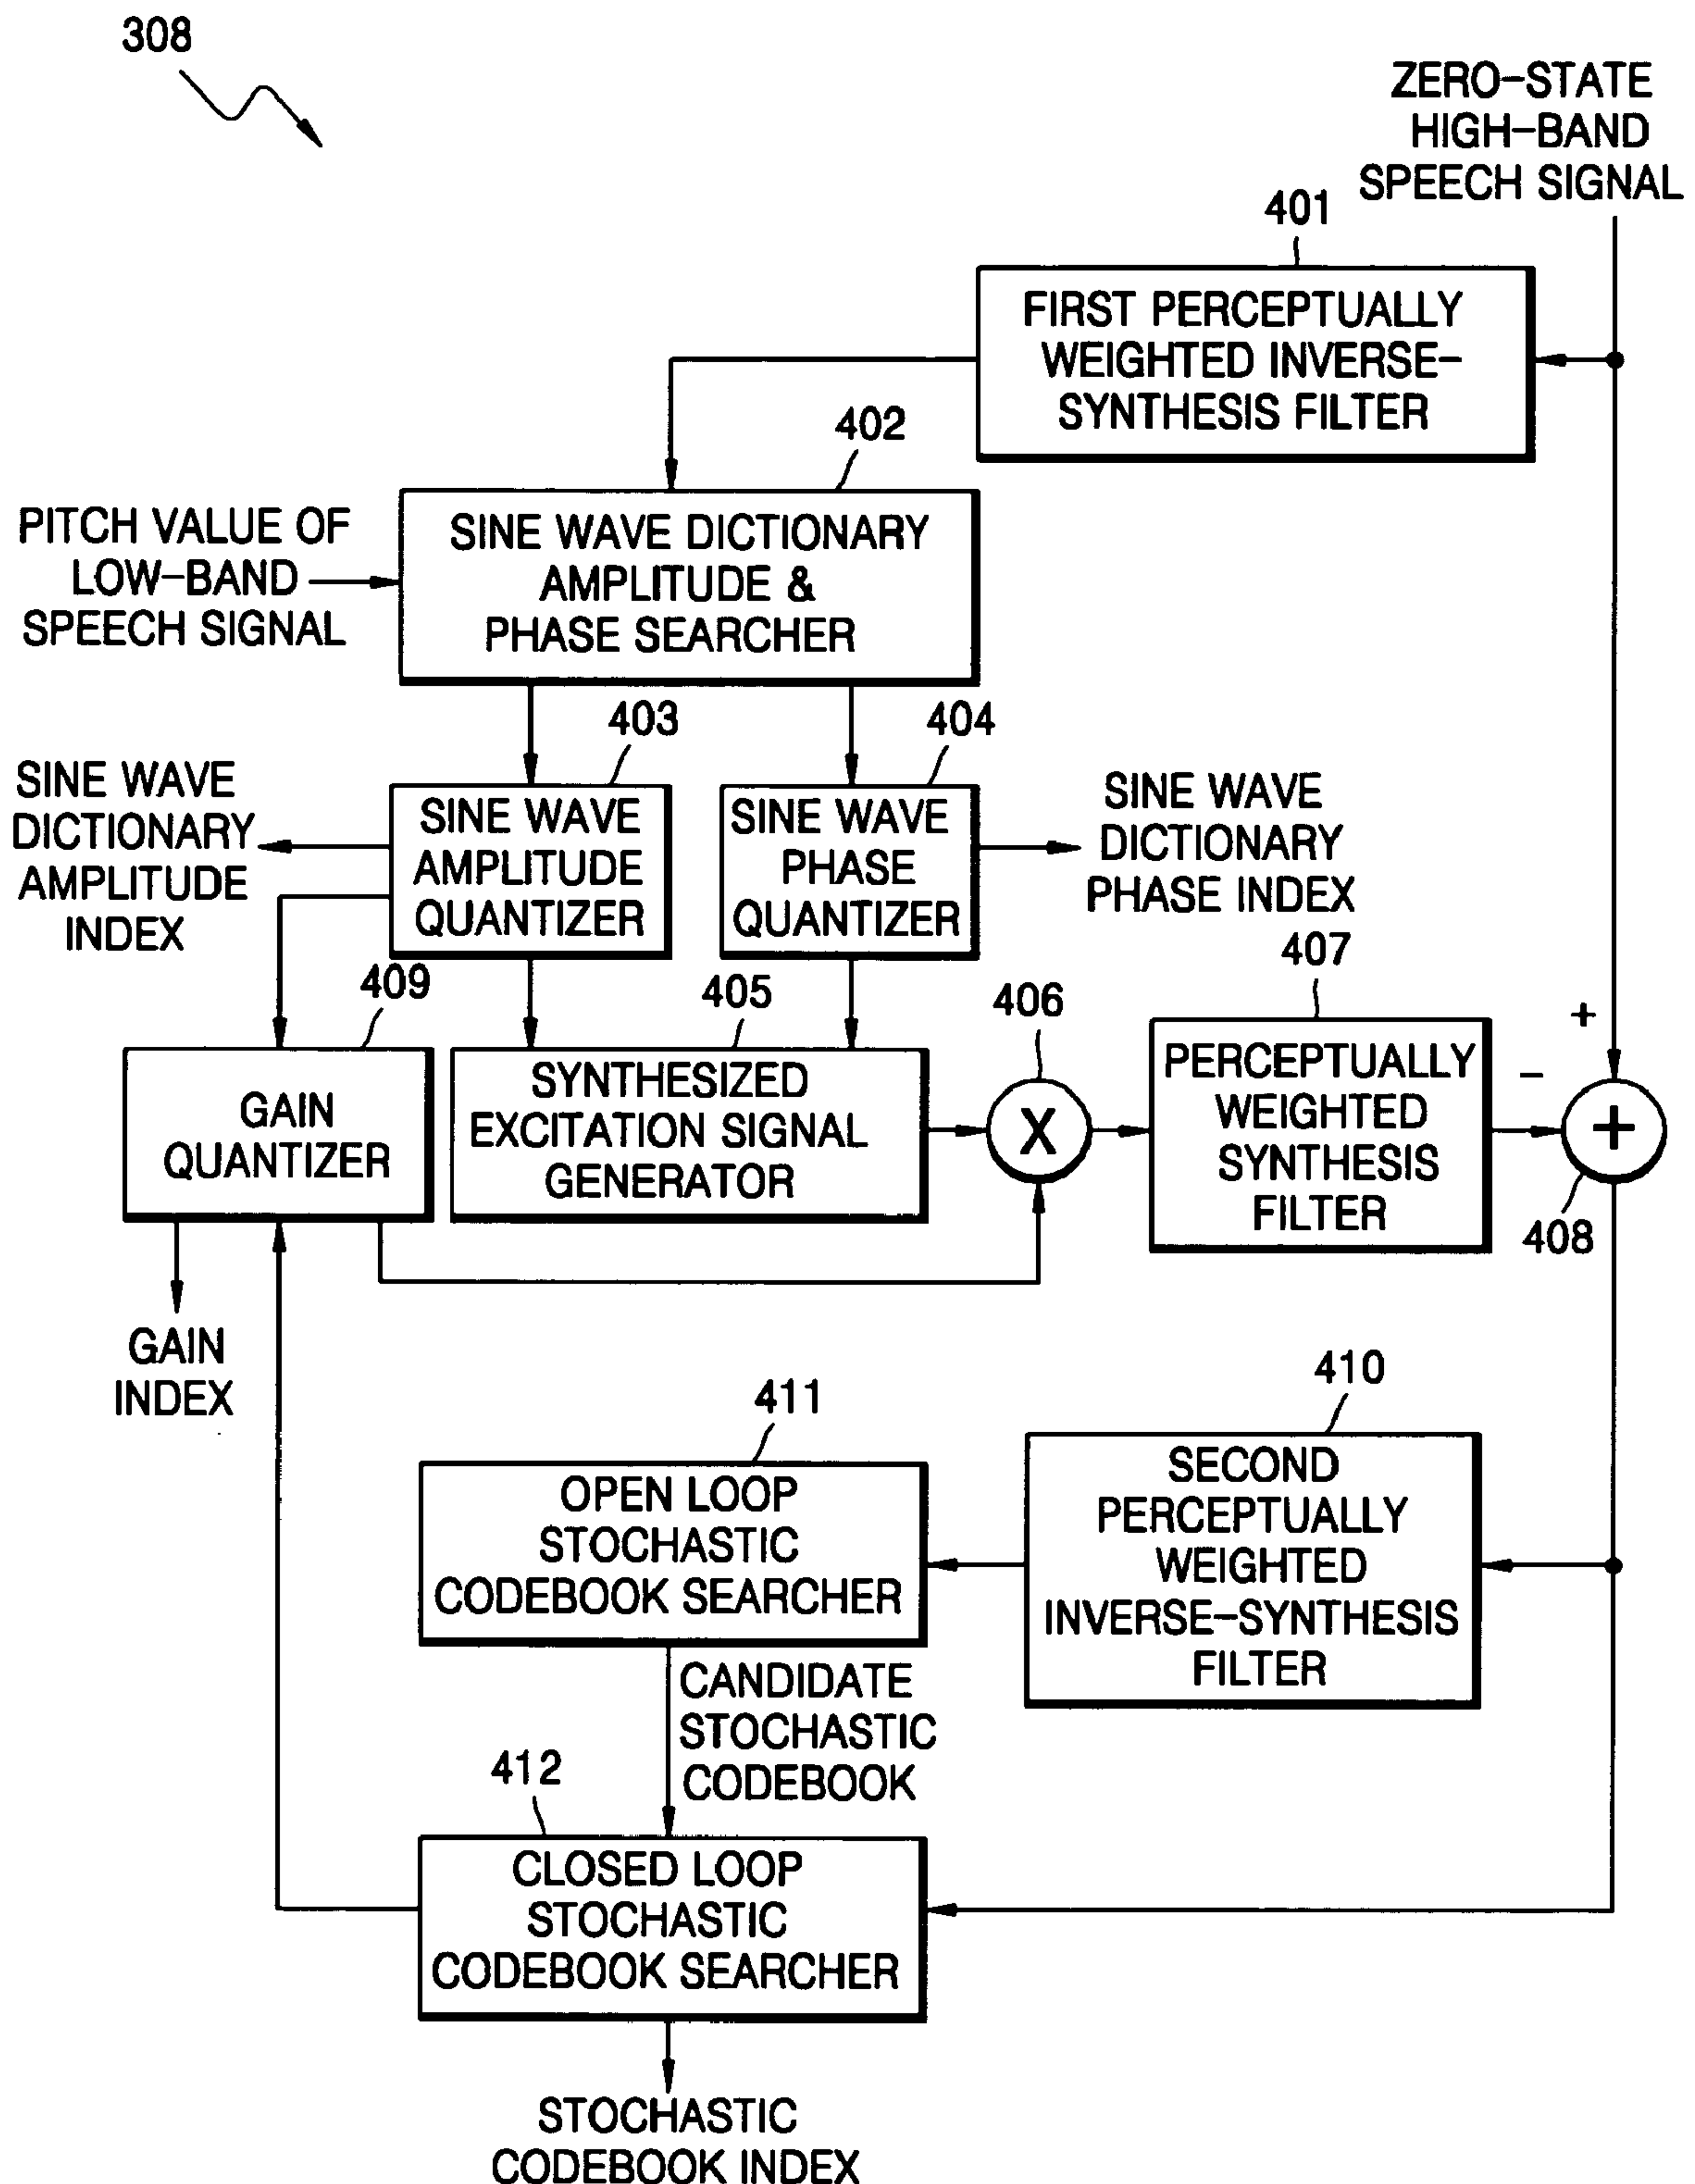 308
ZERO-STATE
HIGH-BAND
SPEECH SIGNAL
401
FIRST PERCEPTUALLY
WEIGHTED INVERSE-
SYNTHESIS FILTER
402
PITCH VALUE OF
LOW-BAND
SPEECH SIGNAL
SINE WAVE DICTIONARY
AMPLITUDE &
PHASE SEARCHER
403
404
SINE WAVE
DICTIONARY
AMPLITUDE
INDEX
SINE WAVE
AMPLITUDE
QUANTIZER
SINE WAVE
PHASE
QUANTIZER
SINE WAVE
DICTIONARY
PHASE INDEX
409
405
406
407
GAIN
QUANTIZER
SYNTHESIZED
EXCITATION SIGNAL
GENERATOR
X
PERCEPTUALLY
WEIGHTED
SYNTHESIS
FILTER
+
-
+
408
GAIN
INDEX
411
410
OPEN LOOP
STOCHASTIC
CODEBOOK SEARCHER
SECOND
PERCEPTUALLY
WEIGHTED
INVERSE-SYNTHESIS
FILTER
CANDIDATE
STOCHASTIC
CODEBOOK
412
CLOSED LOOP
STOCHASTIC
CODEBOOK SEARCHER
STOCHASTIC
CODEBOOK INDEX